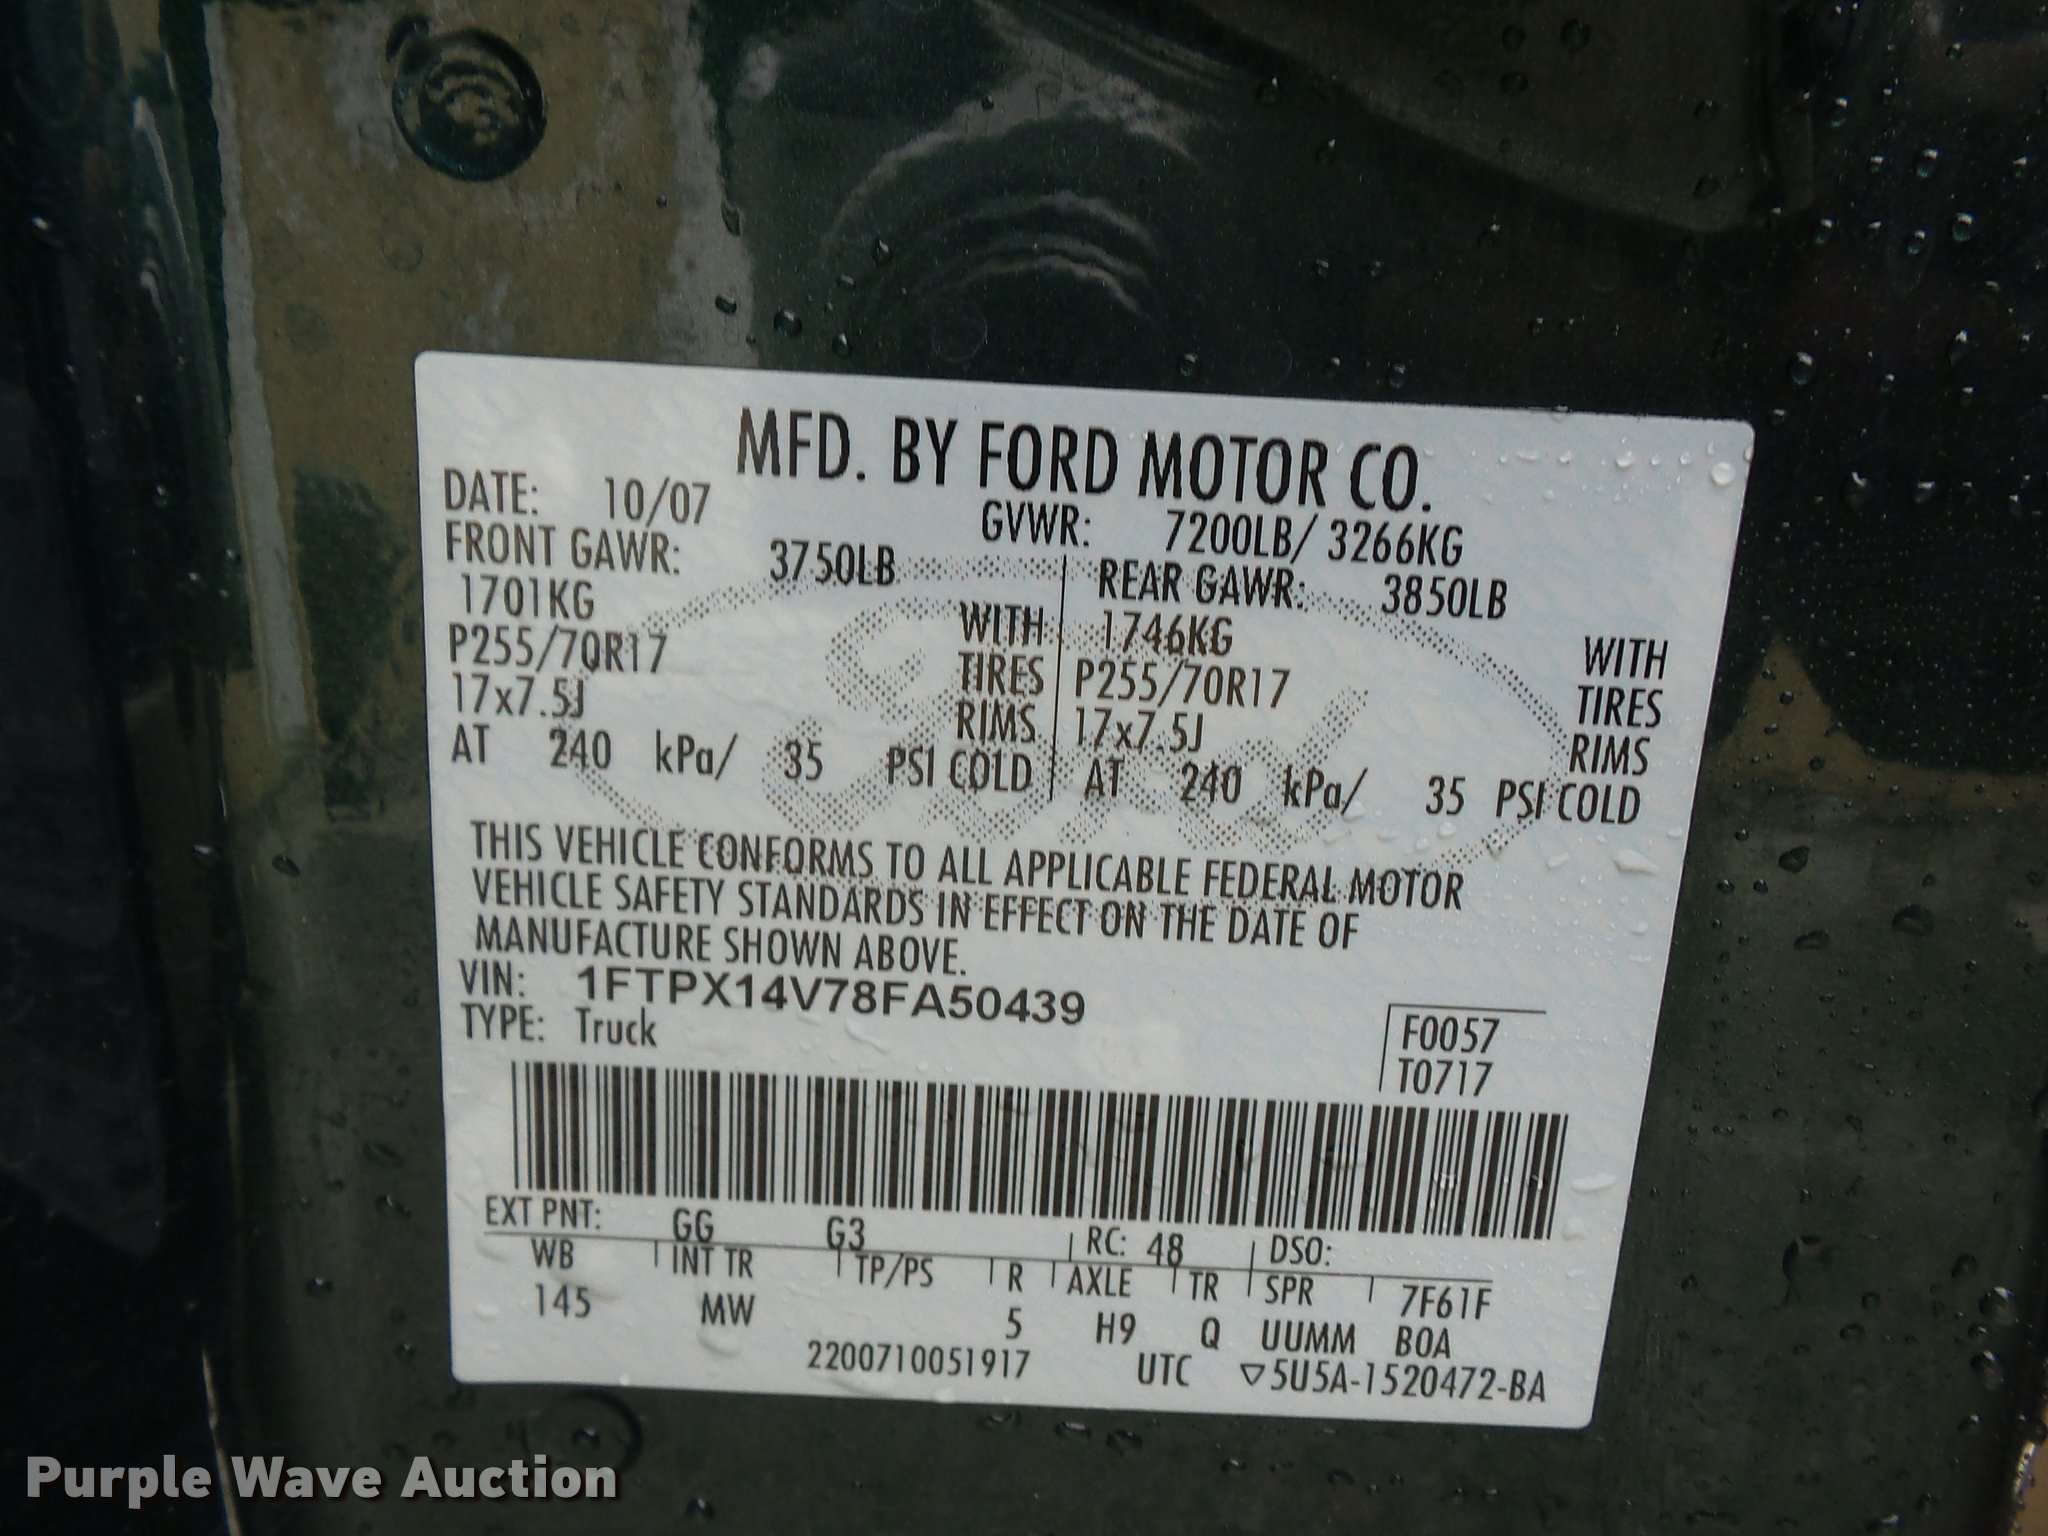 MFD. BY FORD MOTOR CO.
DATE: 10/07 GVWR: 7200LB/ 3266KG
FRONT GAWR: 3750LB REAR GAWR: 3850LB
1701KG WITH 1746KG WITH
P255/70R17 TIRES P255/70R17 TIRES
17x7.5J RIMS 17x7.5J RIMS
AT 240 kPa/ 35 PSI COLD AT 240 kPa/ 35 PSI COLD
THIS VEHICLE CONFORMS TO ALL APPLICABLE FEDERAL MOTOR
VEHICLE SAFETY STANDARDS IN EFFECT ON THE DATE OF
MANUFACTURE SHOWN ABOVE.
VIN: 1FTPX14V78FA50439
TYPE: Truck
F0057
T0717
EXT PNT: GG G3 RC: 48 DSO:
WB INT TR TP/PS R AXLE TR SPR 7F61F
145 MW 5 H9 Q UUMM BOA
2200710051917 UTC ▽5U5A-1520472-BA
Ford
Purple Wave Auction